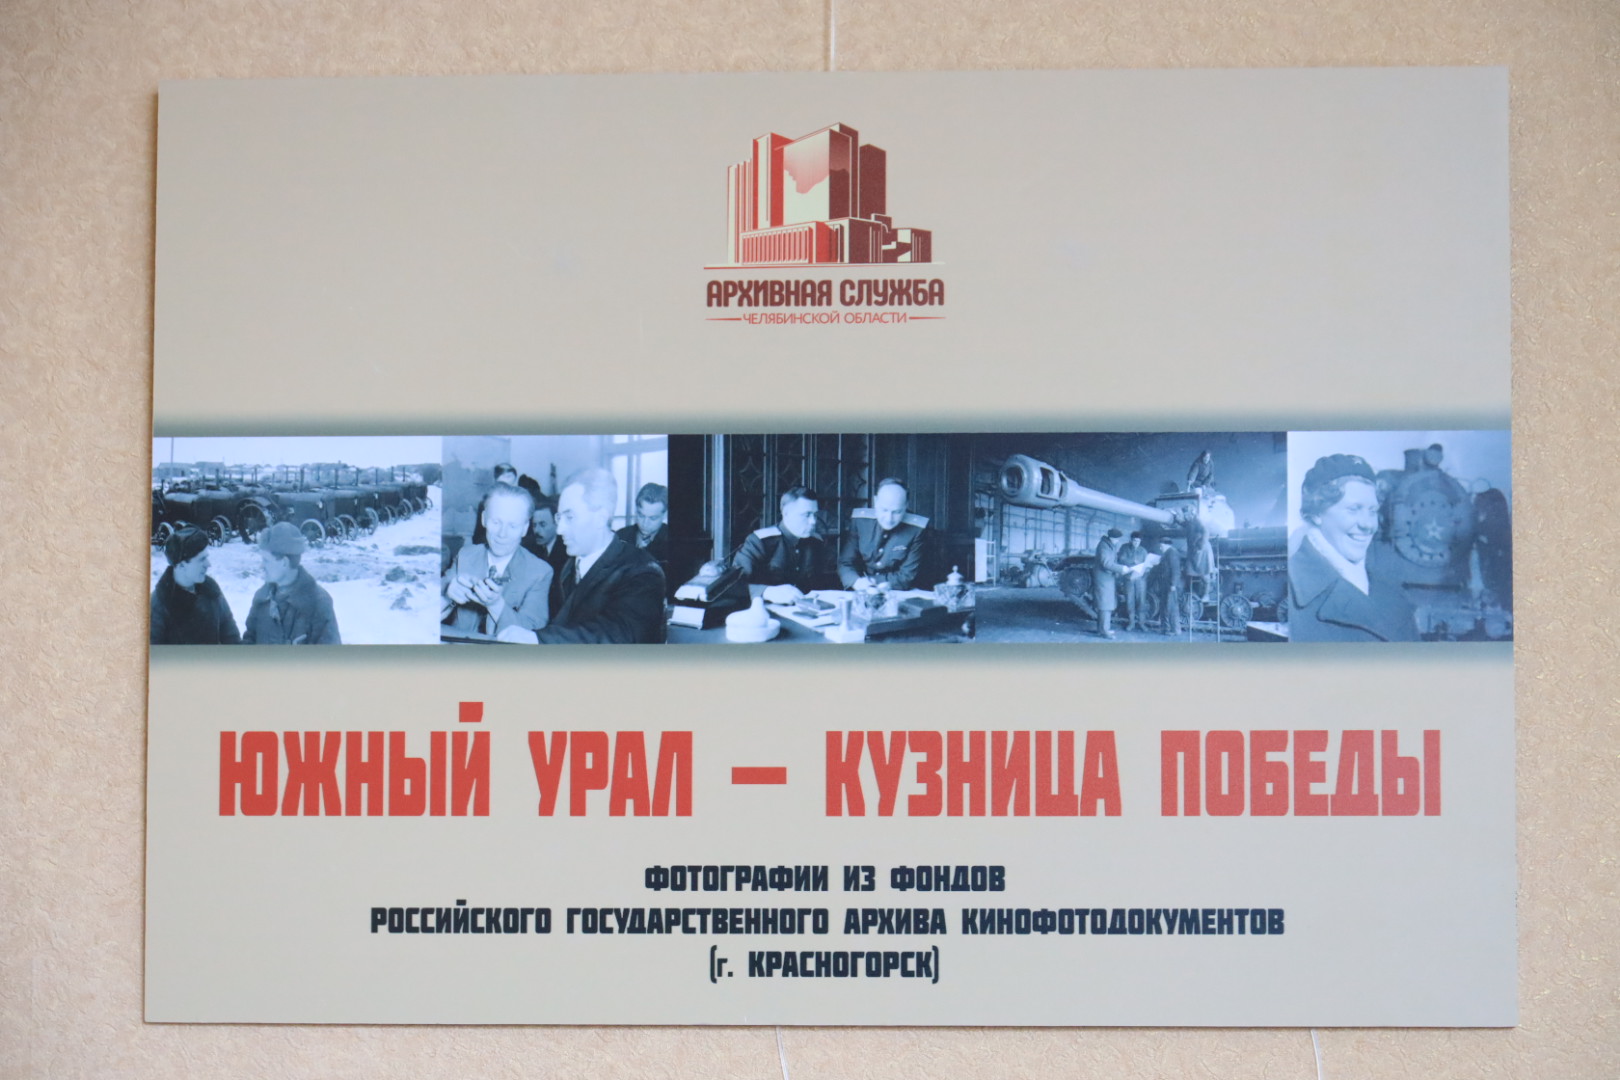 АРХИВНАЯ СЛУЖБА
ЧЕЛЯБИНСКОЙ ОБЛАСТИ
ЮЖНЫЙ УРАЛ – КУЗНИЦА ПОБЕДЫ
ФОТОГРАФИИ ИЗ ФОНДОВ
РОССИЙСКОГО ГОСУДАРСТВЕННОГО АРХИВА КИНОФОТОДОКУМЕНТОВ
(г. КРАСНОГОРСК)